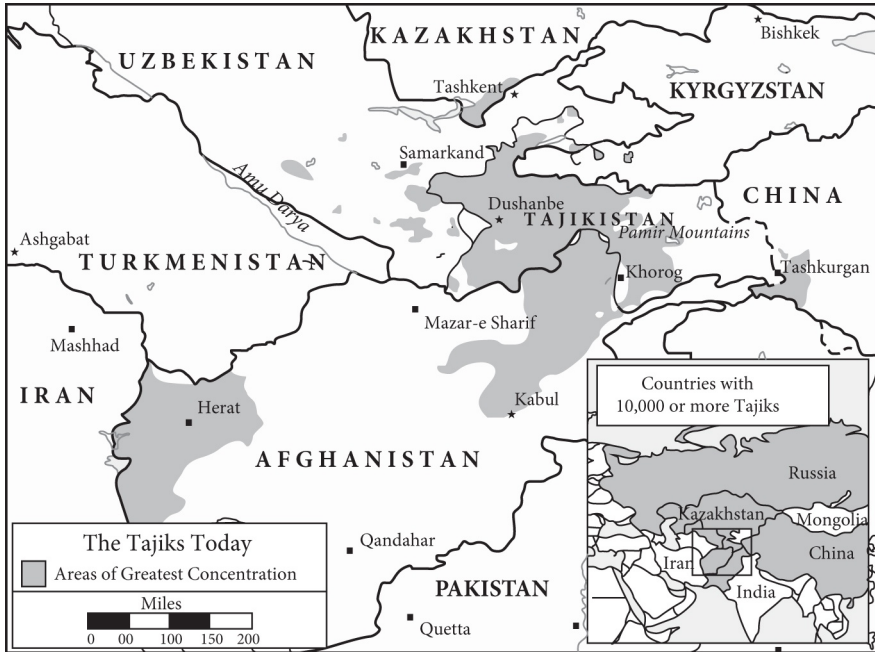 KAZAKHSTAN
Bishkek
UZBEKISTAN
Tashkent
KYRGYZSTAN
Samarkand
Amu Darya
CHINA
Dushanbe
TAJIKISTAN
Pamir Mountains
Ashgabat
TURKMENISTAN
Khorog
Tashkurgan
Mazar-e Sharif
Mashhad
IRAN
Herat
Kabul
AFGHANISTAN
Qandahar
PAKISTAN
Quetta
The Tajiks Today
Areas of Greatest Concentration
Miles
0 00 100 150 200
Countries with
10,000 or more Tajiks
Russia
Kazakhstan
Mongolia
China
Iran
India